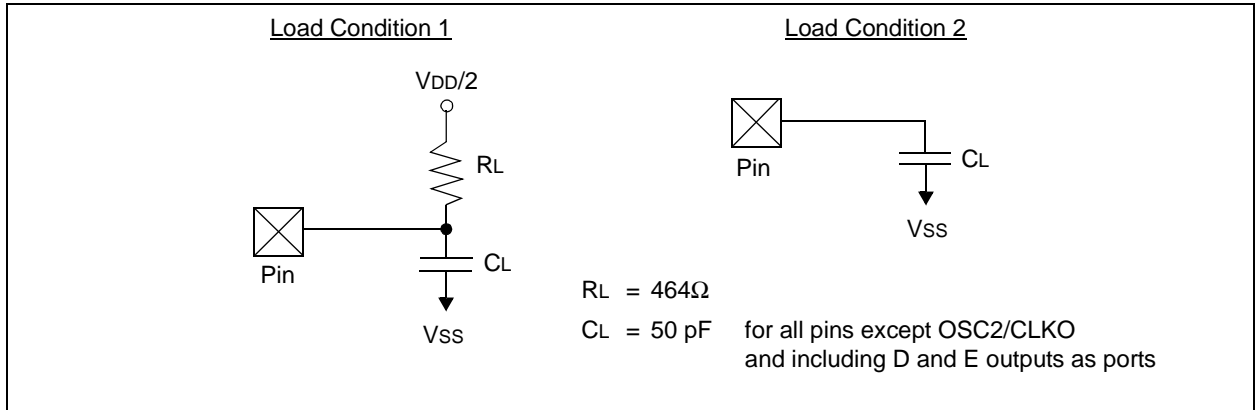 Load Condition 1
Load Condition 2
VDD/2
RL
CL
Pin
VSS
Pin
CL
VSS
RL = 464Ω
CL = 50 pF for all pins except OSC2/CLKO
and including D and E outputs as ports